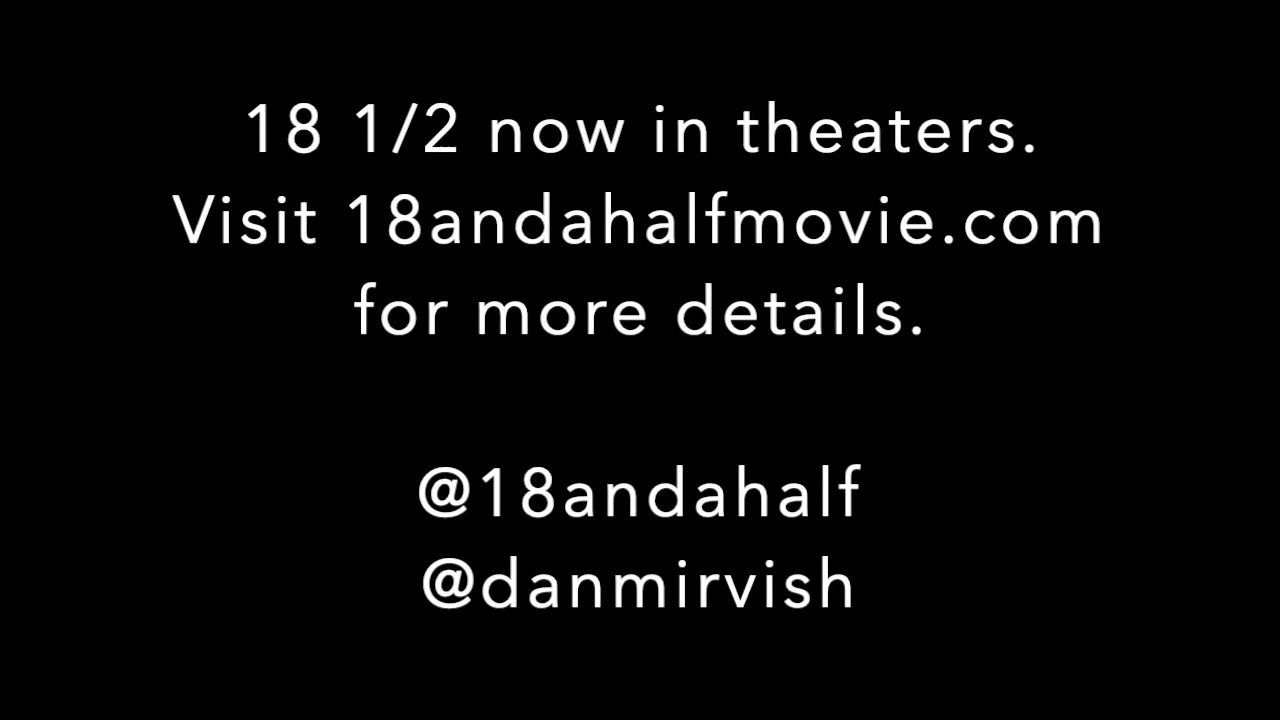 18 1/2 now in theaters.
Visit 18andahalfmovie.com
for more details.
@18andahalf
@danmirvish